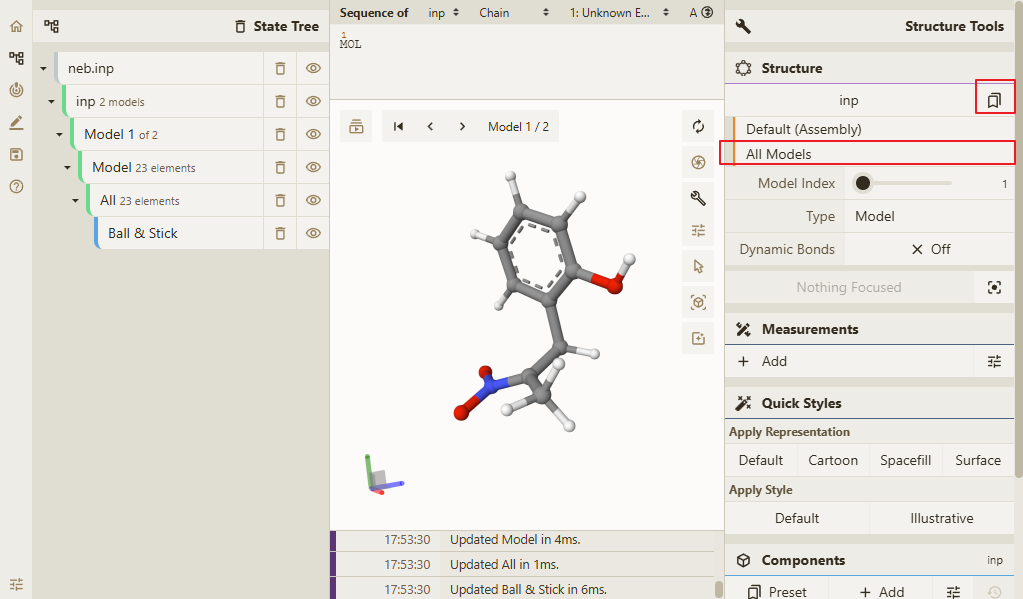 State Tree
neb.inp
inp 2 models
Model 1 of 2
Model 23 elements
All 23 elements
Ball & Stick
Sequence of inp Chain 1: Unknown E... A
1
MOL
Model 1 / 2
17:53:30 Updated Model in 4ms.
17:53:30 Updated All in 1ms.
17:53:30 Updated Ball & Stick in 6ms.
Structure Tools
Structure
inp
Default (Assembly)
All Models
Model Index 1
Type Model
Dynamic Bonds Off
Nothing Focused
Measurements
Add
Quick Styles
Apply Representation
Default Cartoon Spacefill Surface
Apply Style
Default Illustrative
Components inp
Preset Add